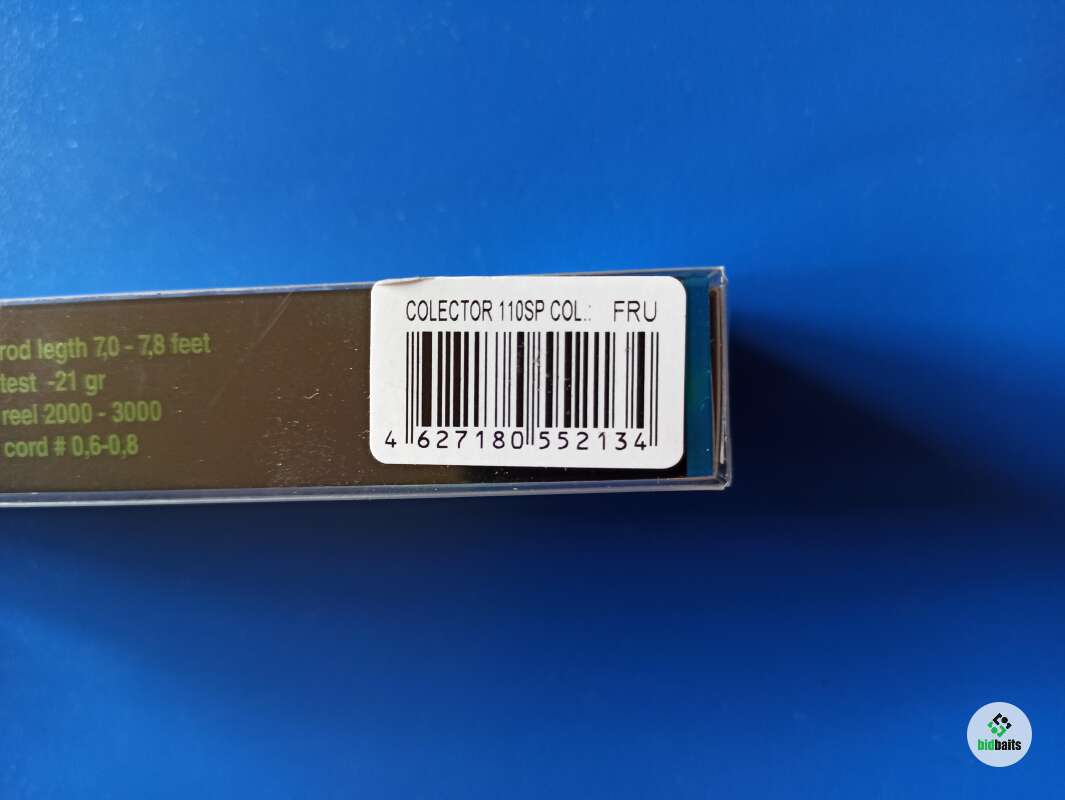 rod legth 7,0 - 7,8 feet
test -21 gr
reel 2000 - 3000
cord # 0,6-0,8
COLECTOR 110SP COL.: FRU
4 627180 552134
bidbaits